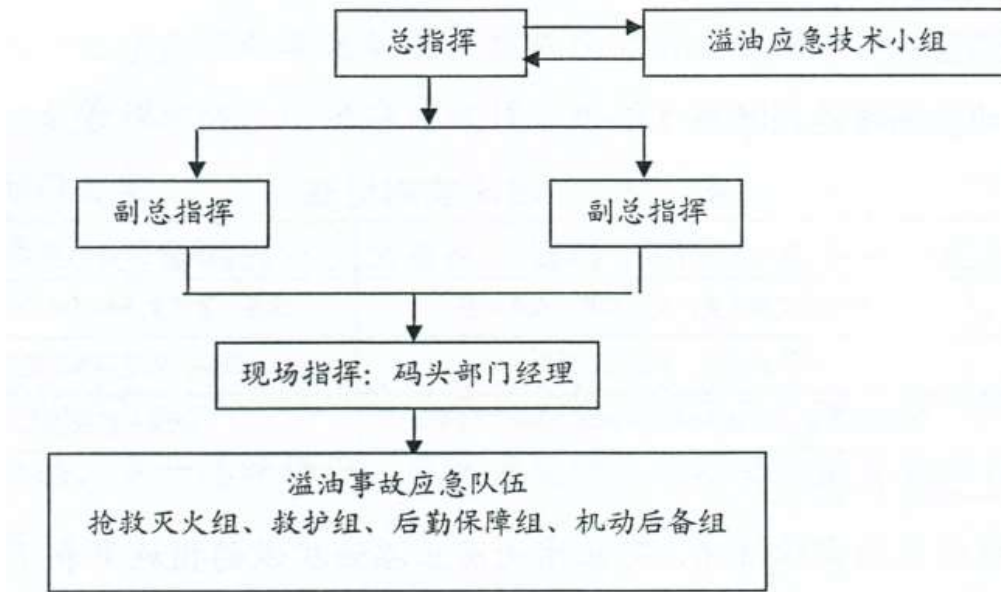 总指挥
溢油应急技术小组
副总指挥
副总指挥
现场指挥：码头部门经理
溢油事故应急队伍
抢救灭火组、救护组、后勤保障组、机动后备组